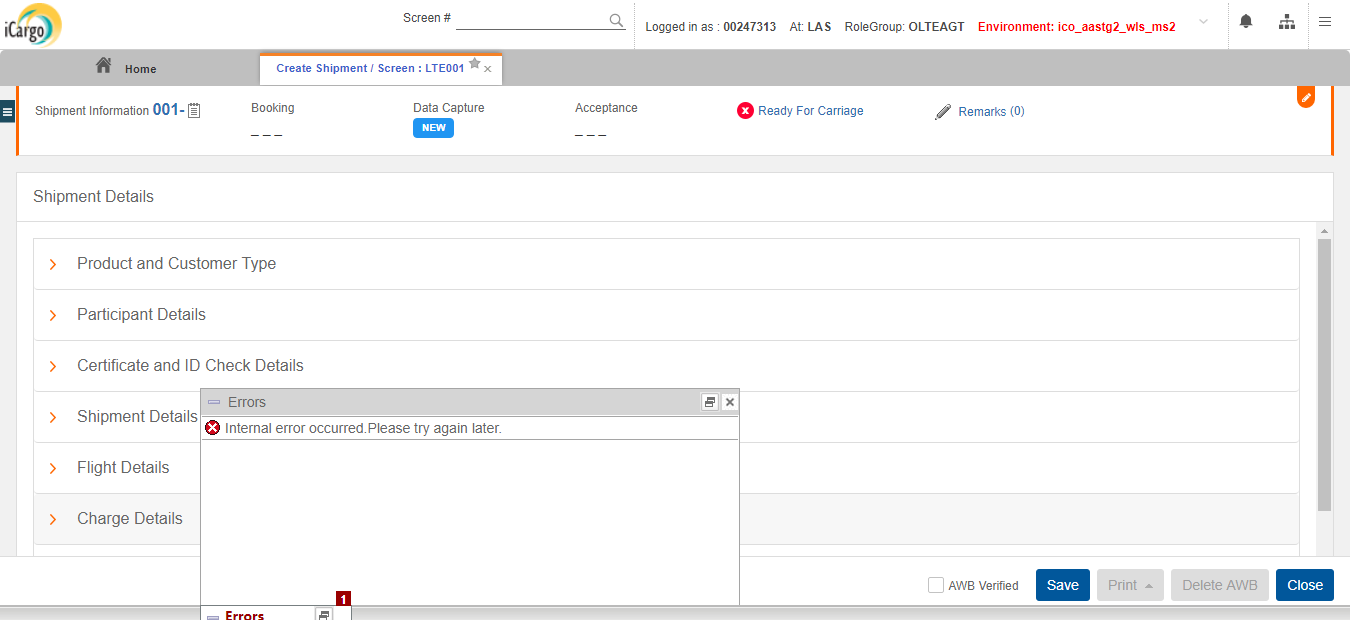 iCargo
Screen #
Logged in as : 00247313 At: LAS RoleGroup: OLTEAGT Environment: ico_aastg2_wls_ms2
Home
Create Shipment / Screen : LTE001
Shipment Information 001-
Booking
_ _ _
Data Capture
NEW
Acceptance
_ _ _
Ready For Carriage
Remarks (0)
Shipment Details
Product and Customer Type
Participant Details
Certificate and ID Check Details
Shipment Details
Flight Details
Charge Details
Errors
Internal error occurred.Please try again later.
AWB Verified
Save
Print
Delete AWB
Close
1
Errors